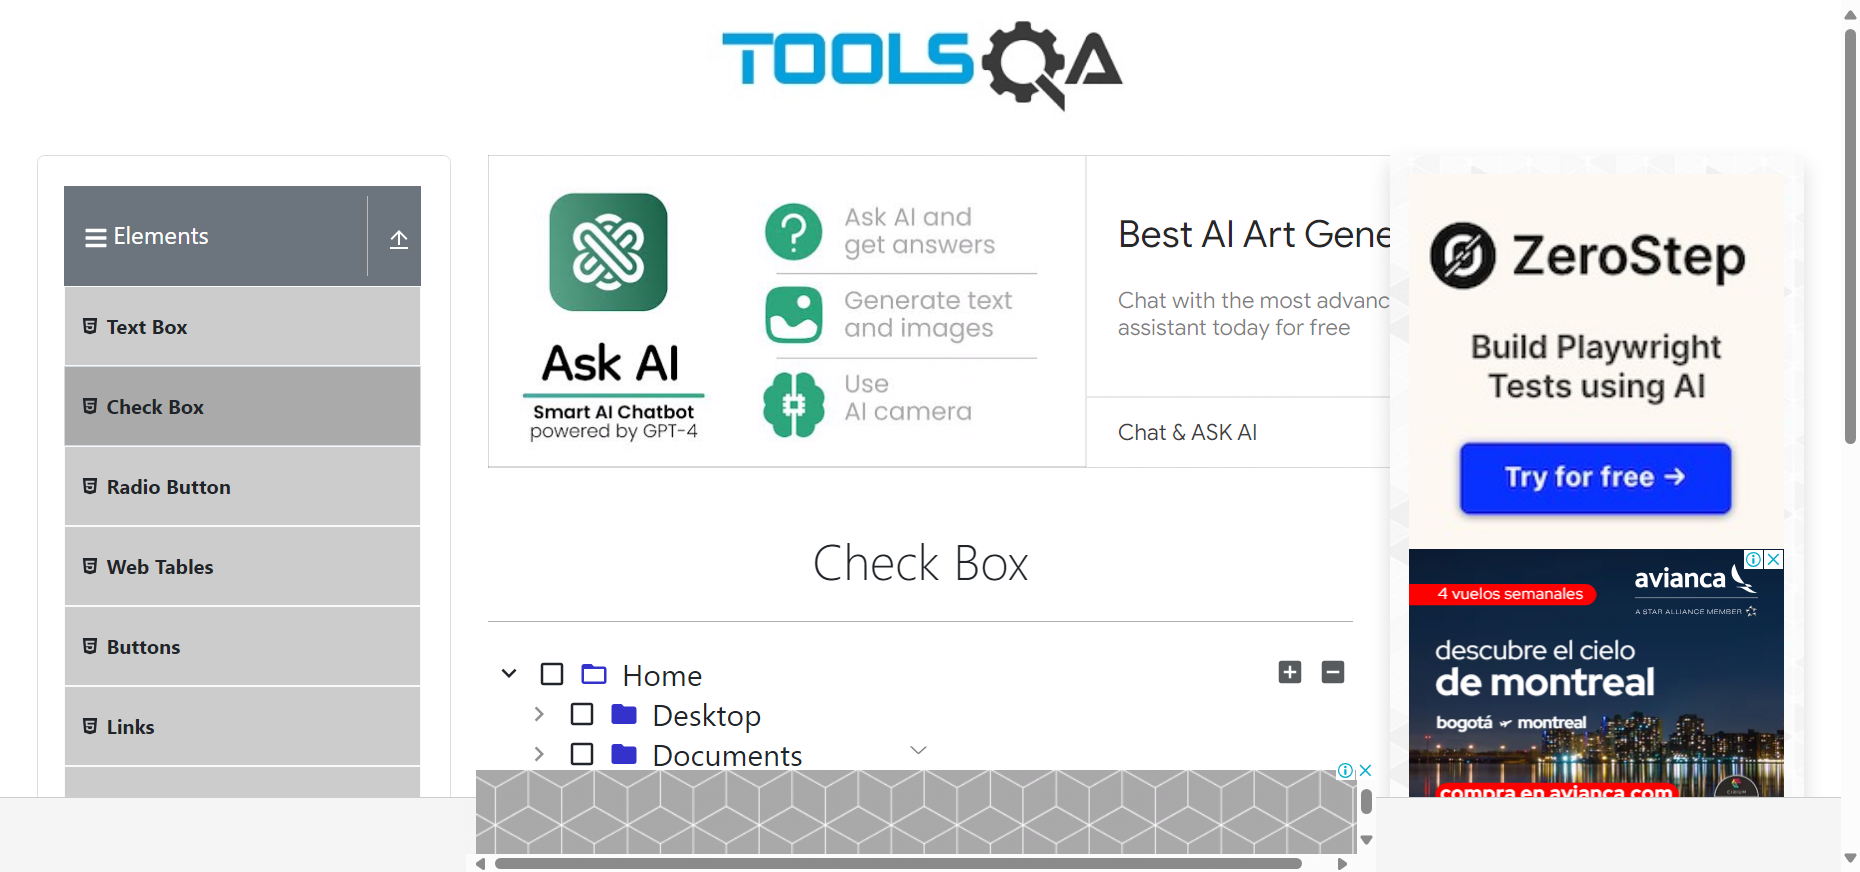 TOOLSQA
Elements
Text Box
Check Box
Radio Button
Web Tables
Buttons
Links
Ask AI
Smart AI Chatbot
powered by GPT-4
Ask AI and
get answers
Generate text
and images
Use
AI camera
Best AI Art Gene
Chat with the most advanc
assistant today for free
Chat & ASK AI
Check Box
Home
Desktop
Documents
ZeroStep
Build Playwright
Tests using AI
Try for free →
4 vuelos semanales
avianca
A STAR ALLIANCE MEMBER
descubre el cielo
de montreal
bogotá montreal
compra en avianca.com